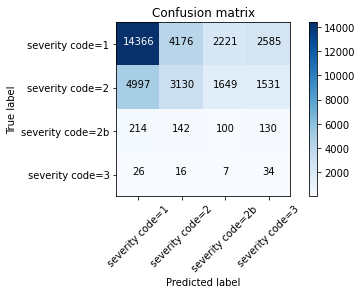 Confusion matrix
severity code=1 14366 4176 2221 2585
severity code=2 4997 3130 1649 1531
severity code=2b 214 142 100 130
severity code=3 26 16 7 34
True label
severity code=1
severity code=2
severity code=2b
severity code=3
Predicted label
14000
12000
10000
8000
6000
4000
2000